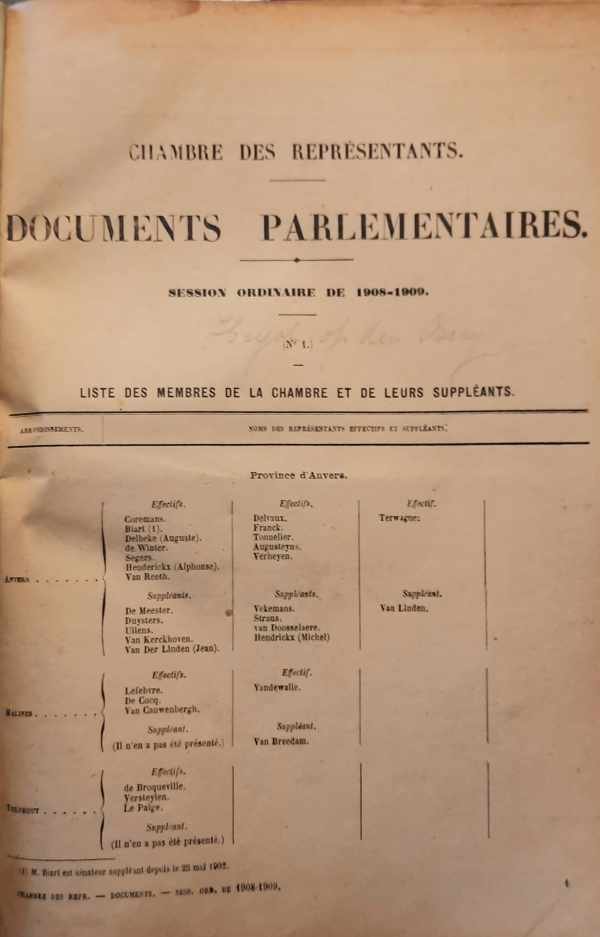 CHAMBRE DES REPRÉSENTANTS.
DOCUMENTS PARLEMENTAIRES.
SESSION ORDINAIRE DE 1908-1909.
(N° 1.)
LISTE DES MEMBRES DE LA CHAMBRE ET DE LEURS SUPPLÉANTS.
ARRONDISSEMENTS.
NOMS DES REPRÉSENTANTS EFFECTIFS ET SUPPLÉANTS.
Province d'Anvers.
ANVERS . . . . . . .
Effectifs.
Coremans.
Biart (1).
Delbeke (Auguste).
de Winter.
Segers.
Henderickx (Alphonse).
Van Reeth.
Effectifs.
Delvaux.
Franck.
Tonnelier.
Augusteyns.
Verheyen.
Effectif.
Terwagne.
Suppléants.
De Meester.
Duysters.
Ullens.
Van Kerckhoven.
Van Der Linden (Jean).
Suppléants.
Vekemans.
Straus.
van Doosselaere.
Hendrickx (Michel)
Suppléant.
Van Linden.
MALINES . . . . . . .
Effectifs.
Lefebvre.
De Cocq.
Van Cauwenbergh.
Effectif.
Vandewalle.
Suppléant.
(Il n'en a pas été présenté.)
Suppléant.
Van Breedam.
TURNHOUT . . . . . .
Effectifs.
de Broqueville.
Versteylen.
Le Paige.
Suppléant.
(Il n'en a pas été présenté.)
(1) M. Biart est sénateur suppléant depuis le 25 mai 1902.
CHAMBRE DES REPR. — DOCUMENTS. — SESS. ORD. DE 1908-1909.
1